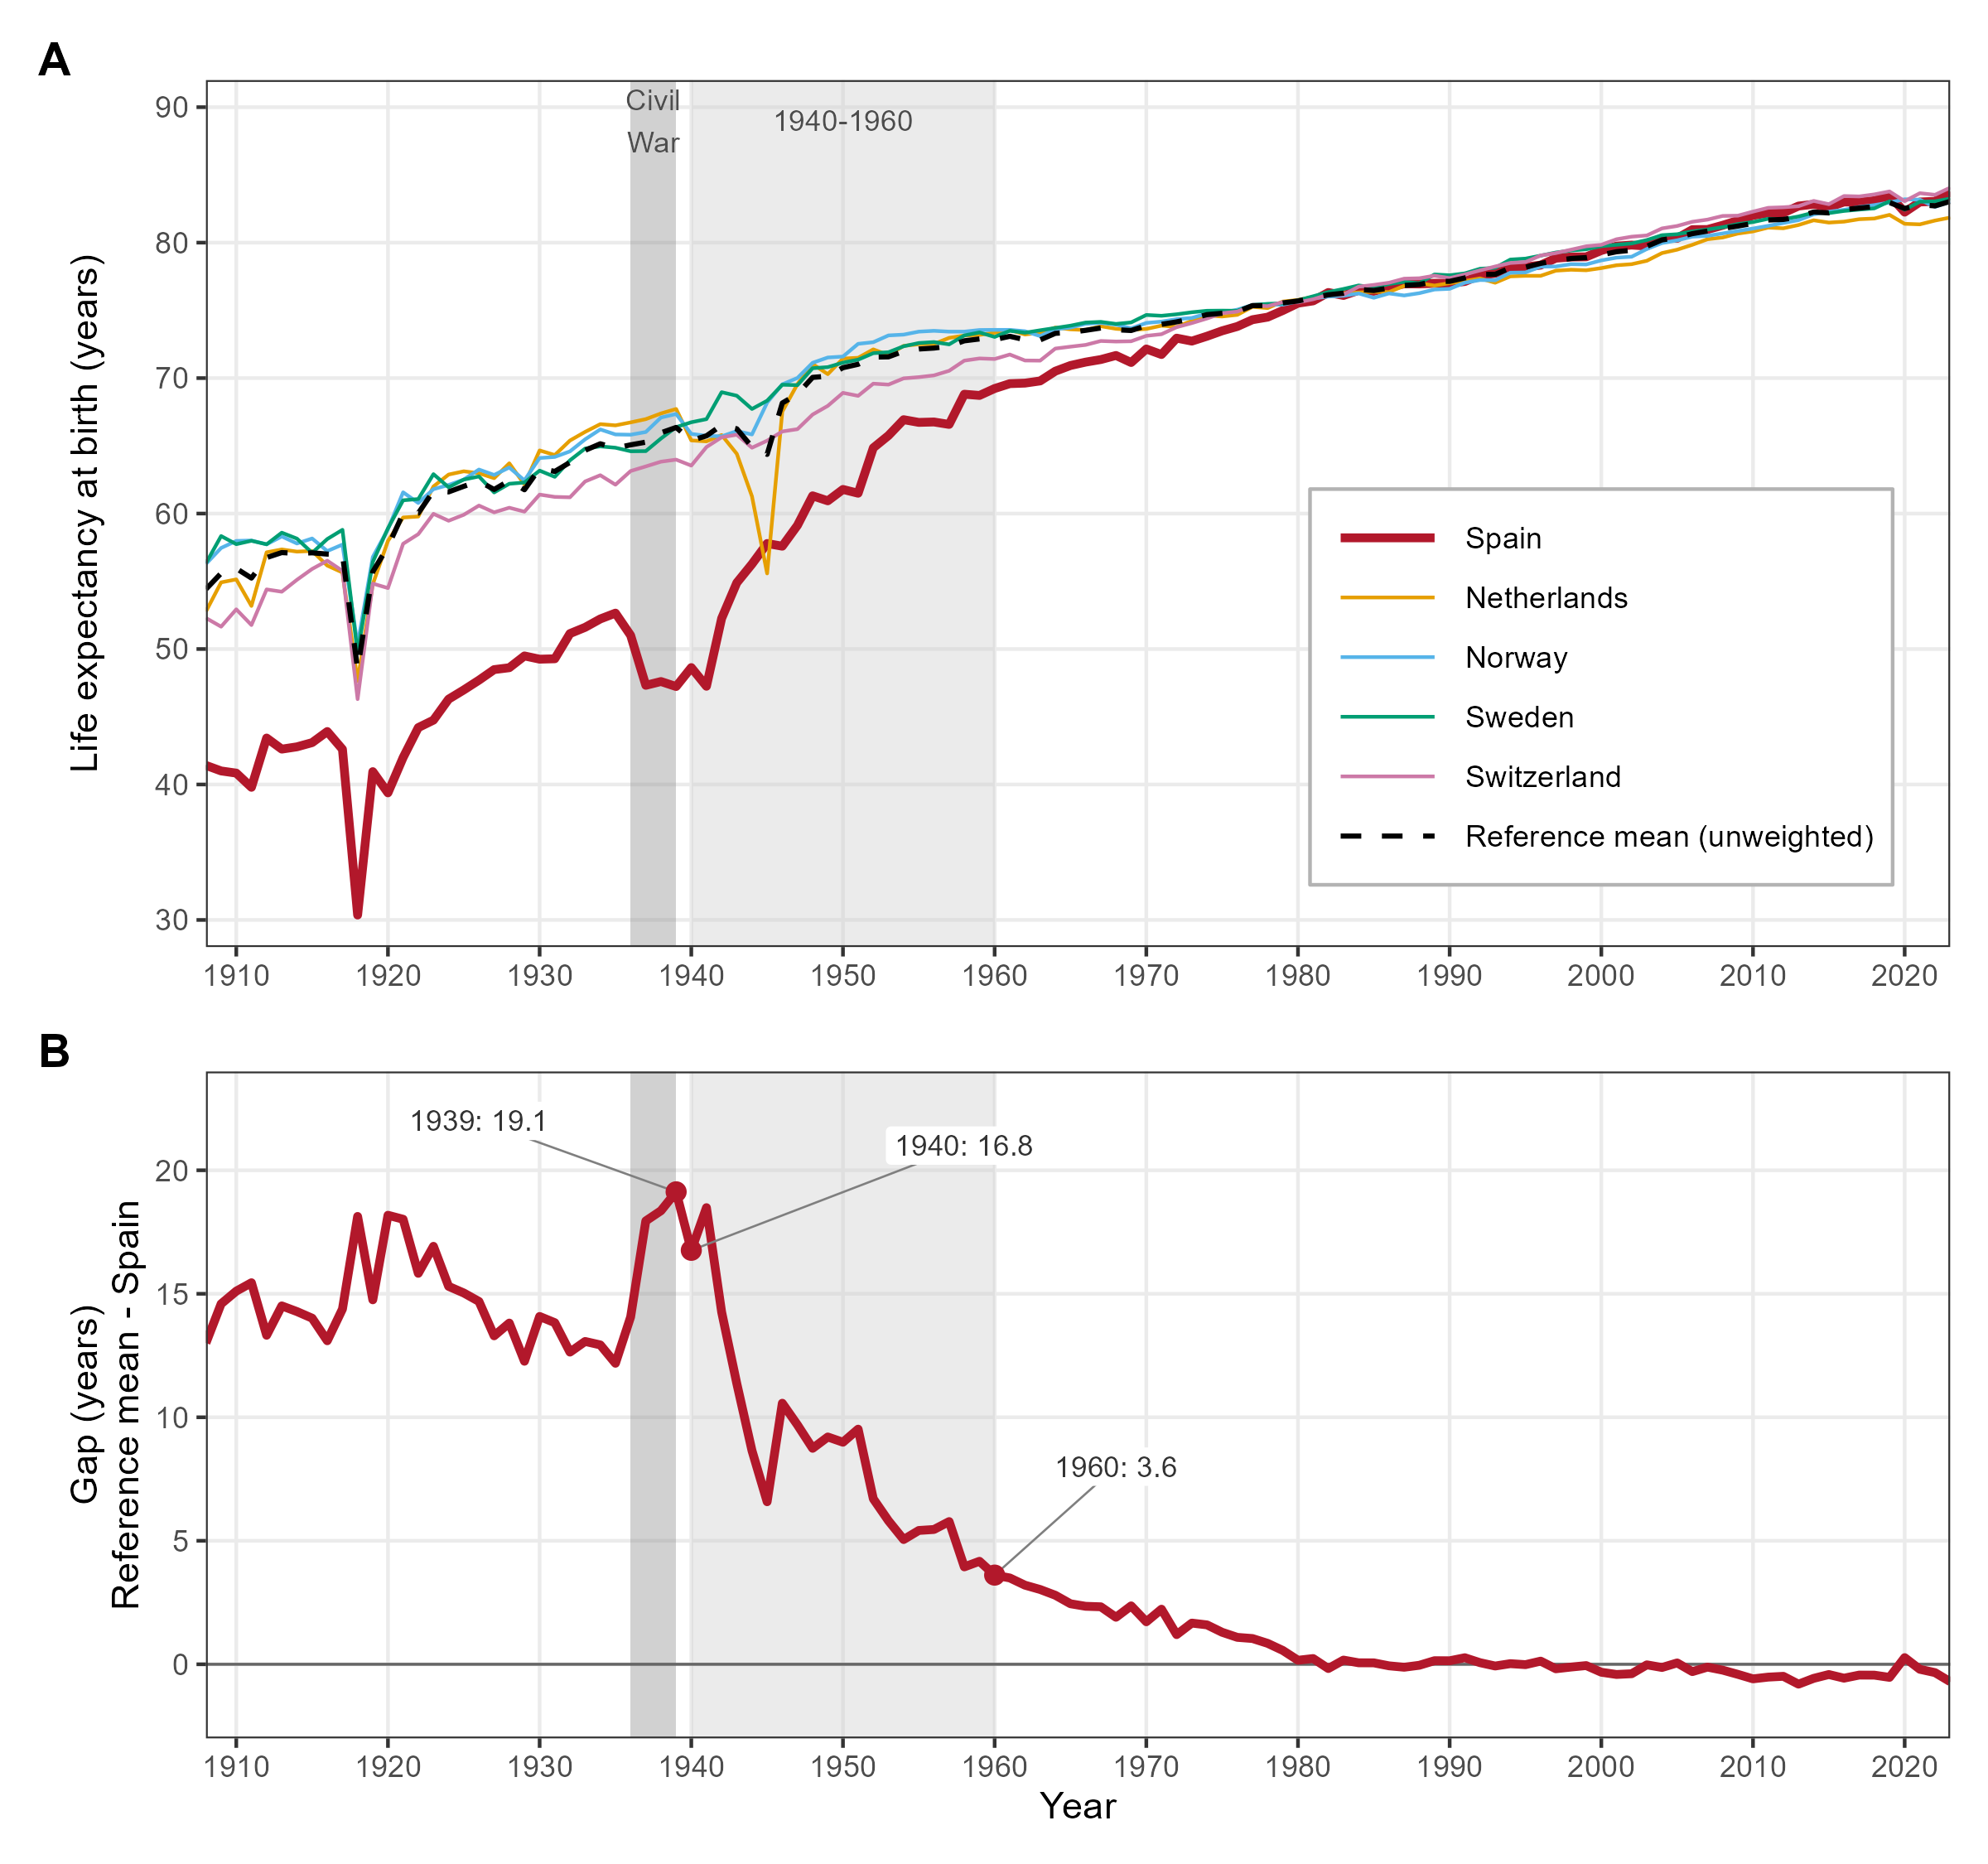 A
Life expectancy at birth (years)
90
80
70
60
50
40
30
Civil
War
1940-1960
Spain
Netherlands
Norway
Sweden
Switzerland
Reference mean (unweighted)
1910 1920 1930 1940 1950 1960 1970 1980 1990 2000 2010 2020
B
Gap (years)
Reference mean - Spain
20
15
10
5
0
1939: 19.1
1940: 16.8
1960: 3.6
1910 1920 1930 1940 1950 1960 1970 1980 1990 2000 2010 2020
Year